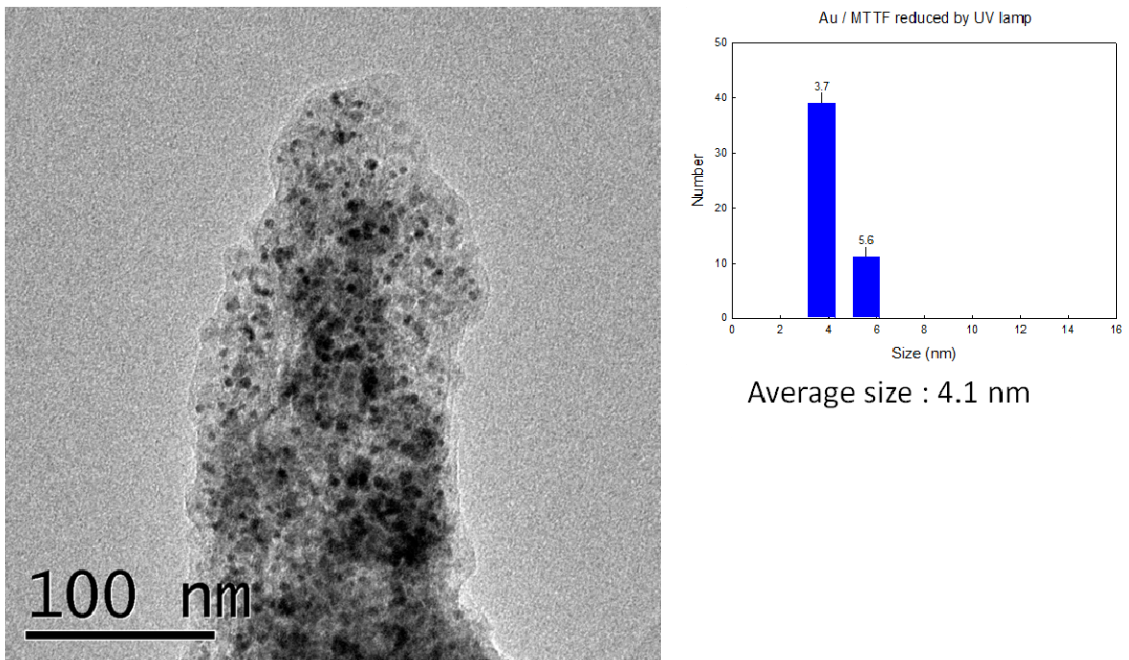 100 nm
Au / MTTF reduced by UV lamp
50
40
30
20
10
0
Number
3.7
5.6
0 2 4 6 8 10 12 14 16
Size (nm)
Average size : 4.1 nm